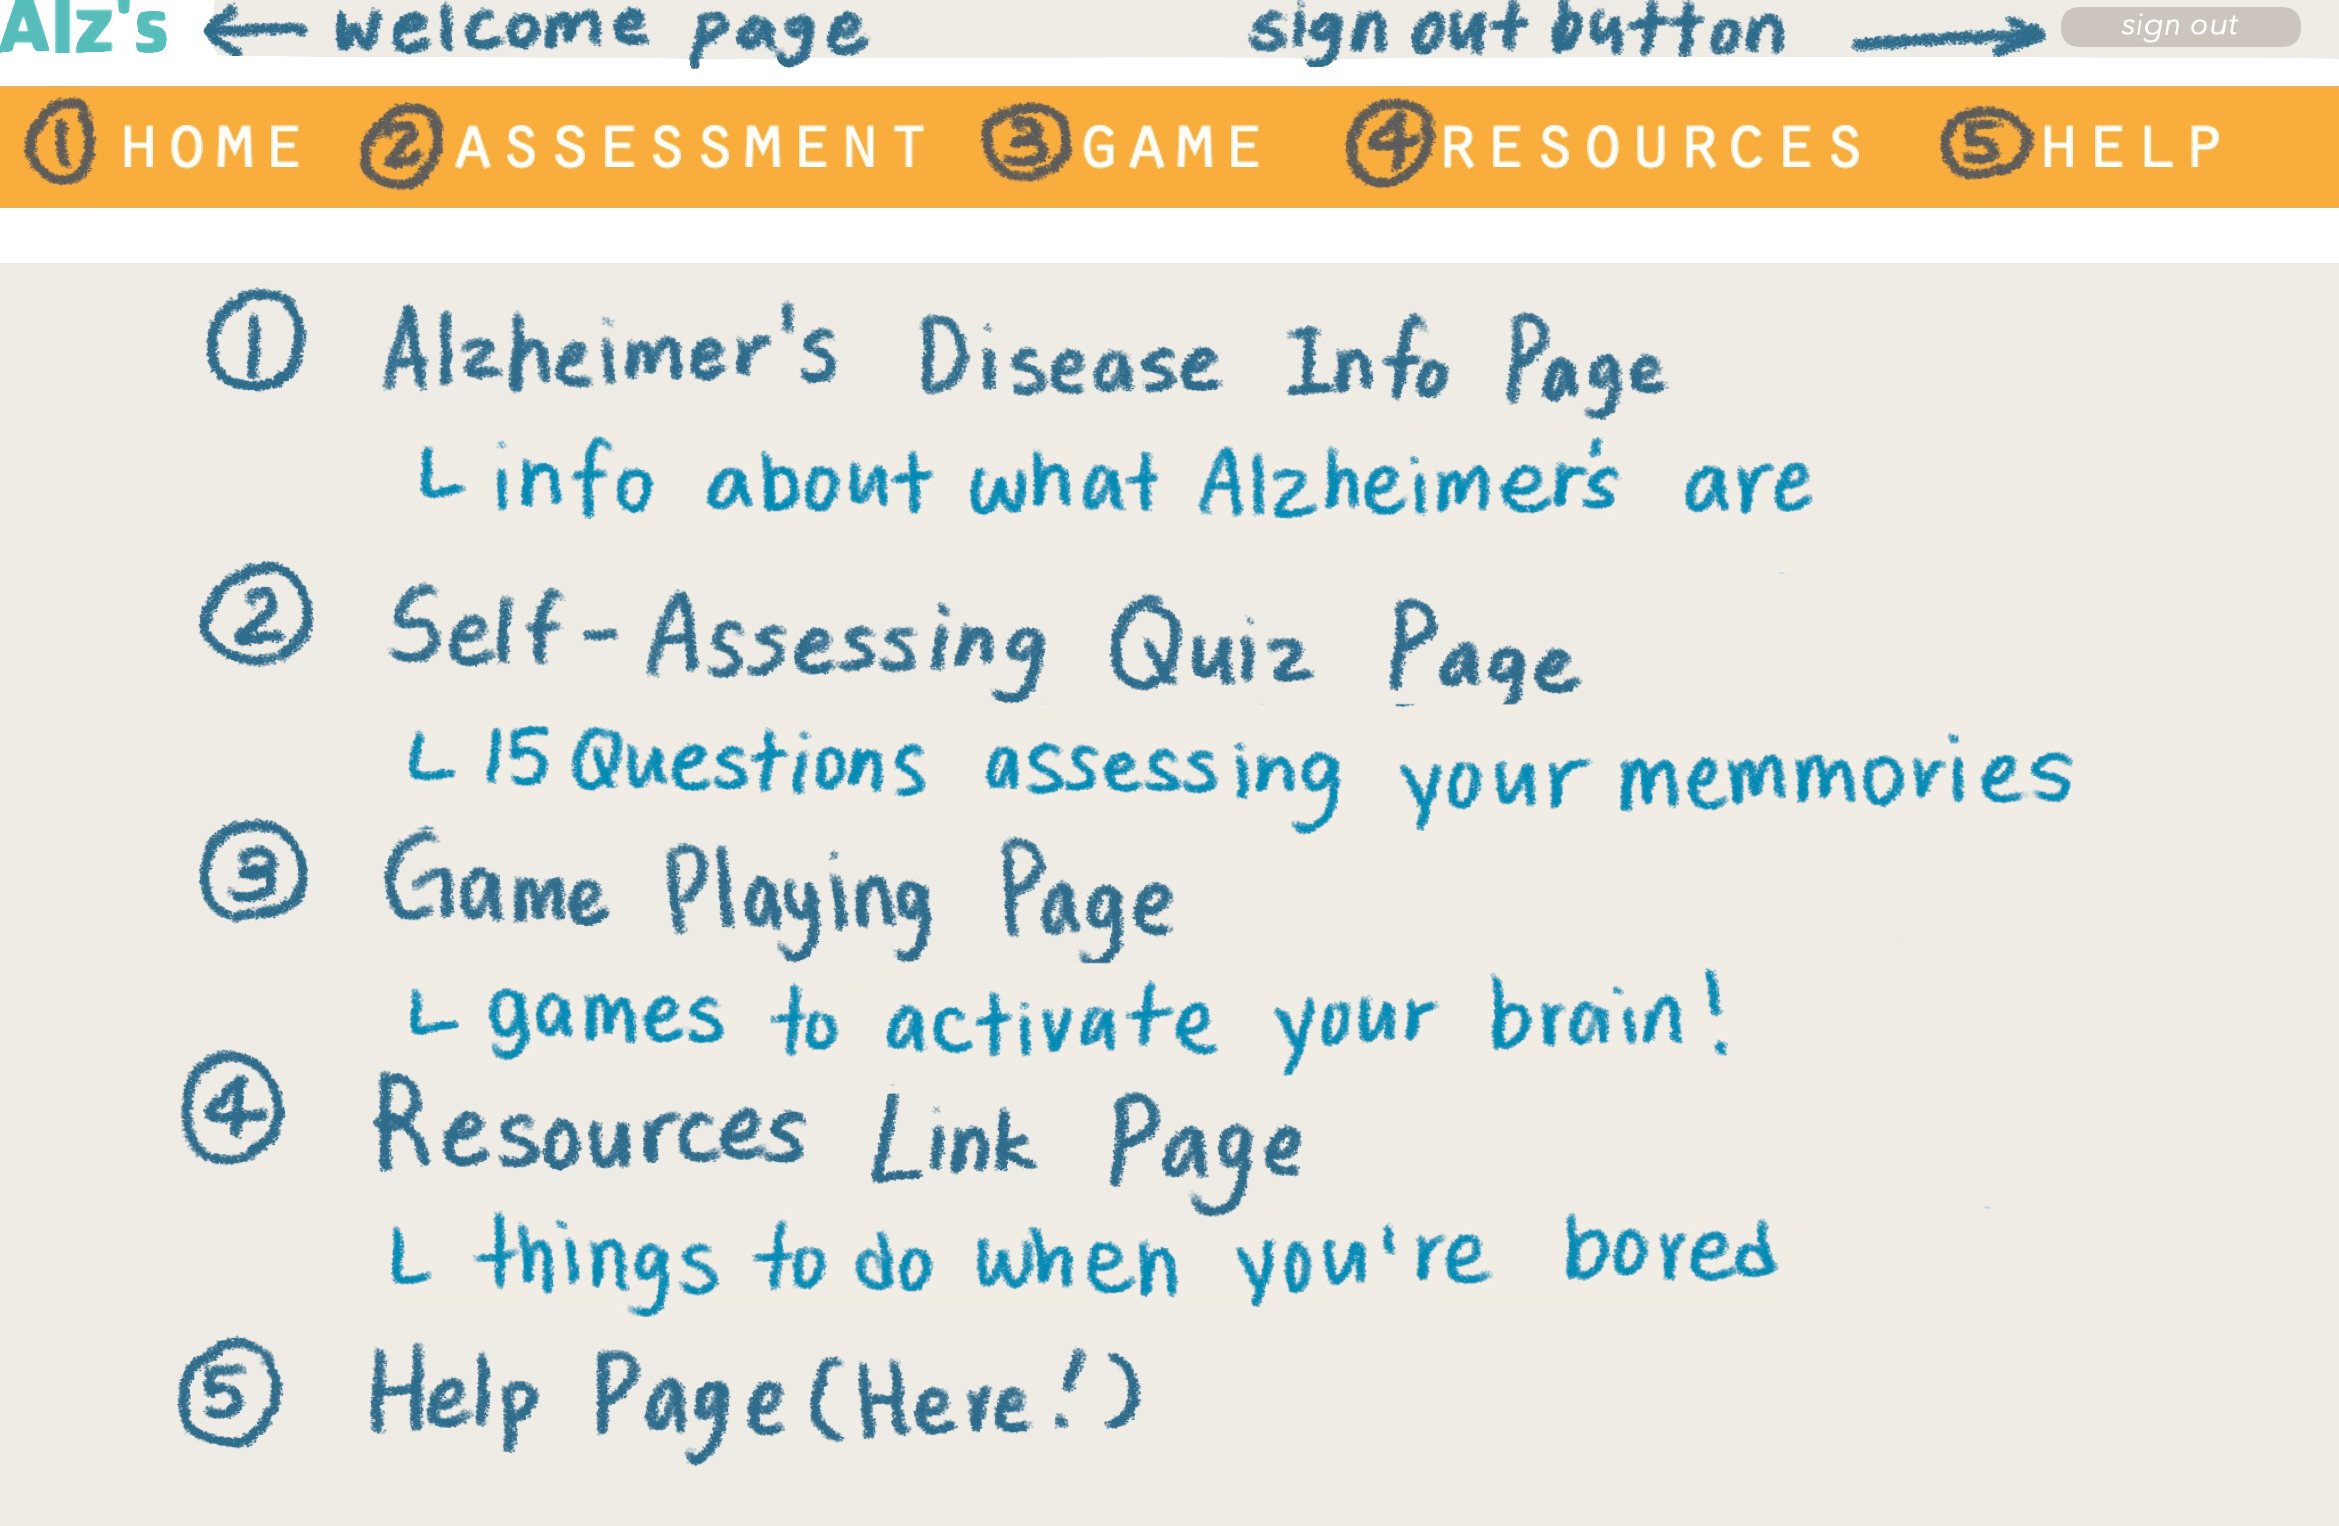 Alz's ← welcome page sign out button → sign out
① HOME ② ASSESSMENT ③ GAME ④ RESOURCES ⑤ HELP
① Alzheimer's Disease Info Page
info about what Alzheimer's are
② Self-Assessing Quiz Page
15 Questions assessing your memmories
③ Game Playing Page
games to activate your brain!
④ Resources Link Page
things to do when you're bored
⑤ Help Page (Here!)